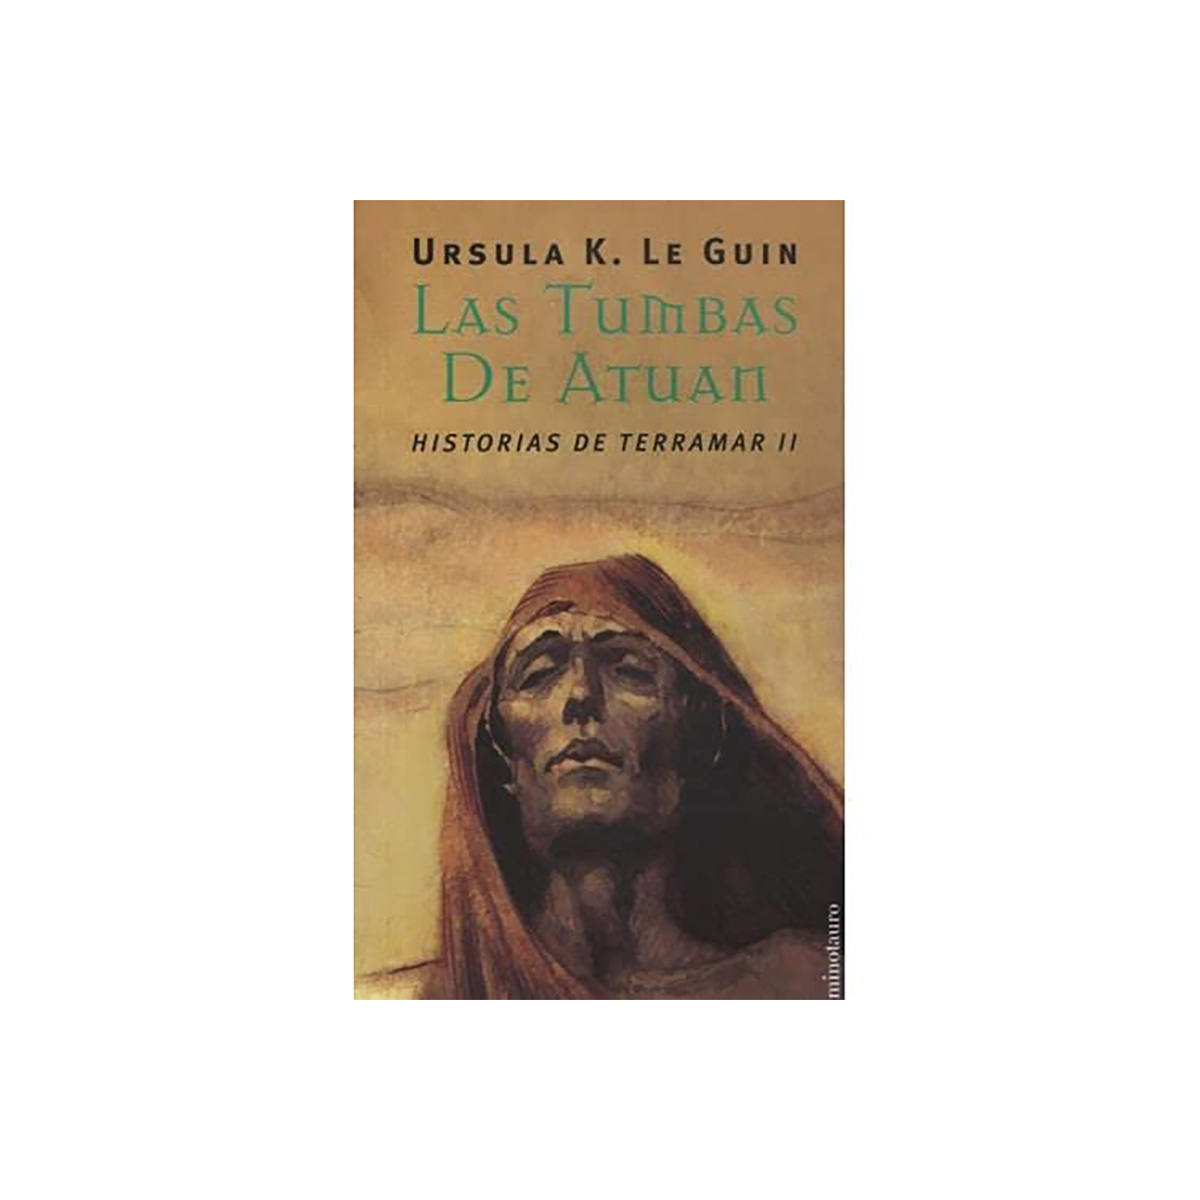 URSULA K. LE GUIN
LAS TUMBAS
DE ATUAN
HISTORIAS DE TERRAMAR II
minotauro